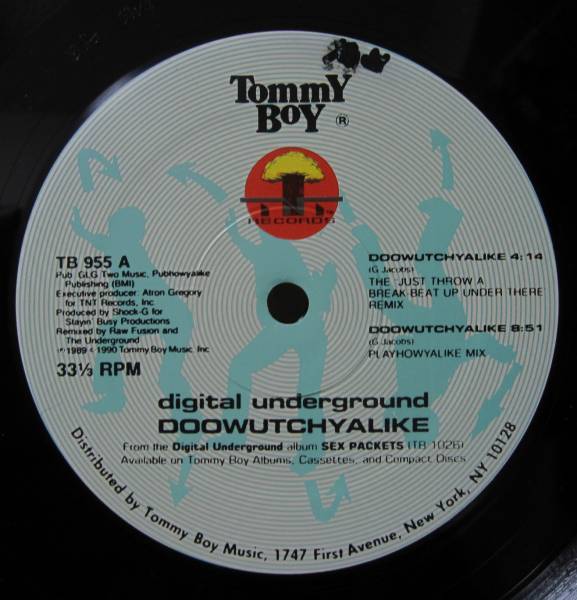 TOMMY
BOY ®
RECORDS
TB 955 A
Pub. GLG Two Music, Pubhowyalike
Publishing (BMI)
Executive producer: Atron Gregory
for TNT Records, Inc.
Produced by Shock-G for
Slayin' Busy Productions
Remixed by Raw Fusion and
The Underground
℗1989 ©1990 Tommy Boy Music, Inc.
33⅓ RPM
DOOWUTCHYALIKE 4:14
(G. Jacobs)
THE "JUST THROW A
BREAK BEAT UP UNDER THERE
REMIX
DOOWUTCHYALIKE 8:51
(G. Jacobs)
PLAYHOWYALIKE MIX
digital underground
DOOWUTCHYALIKE
From the Digital Underground album SEX PACKETS (TB 1026)
Available on Tommy Boy Albums, Cassettes, and Compact Discs
Distributed by Tommy Boy Music, 1747 First Avenue, New York, NY 10128